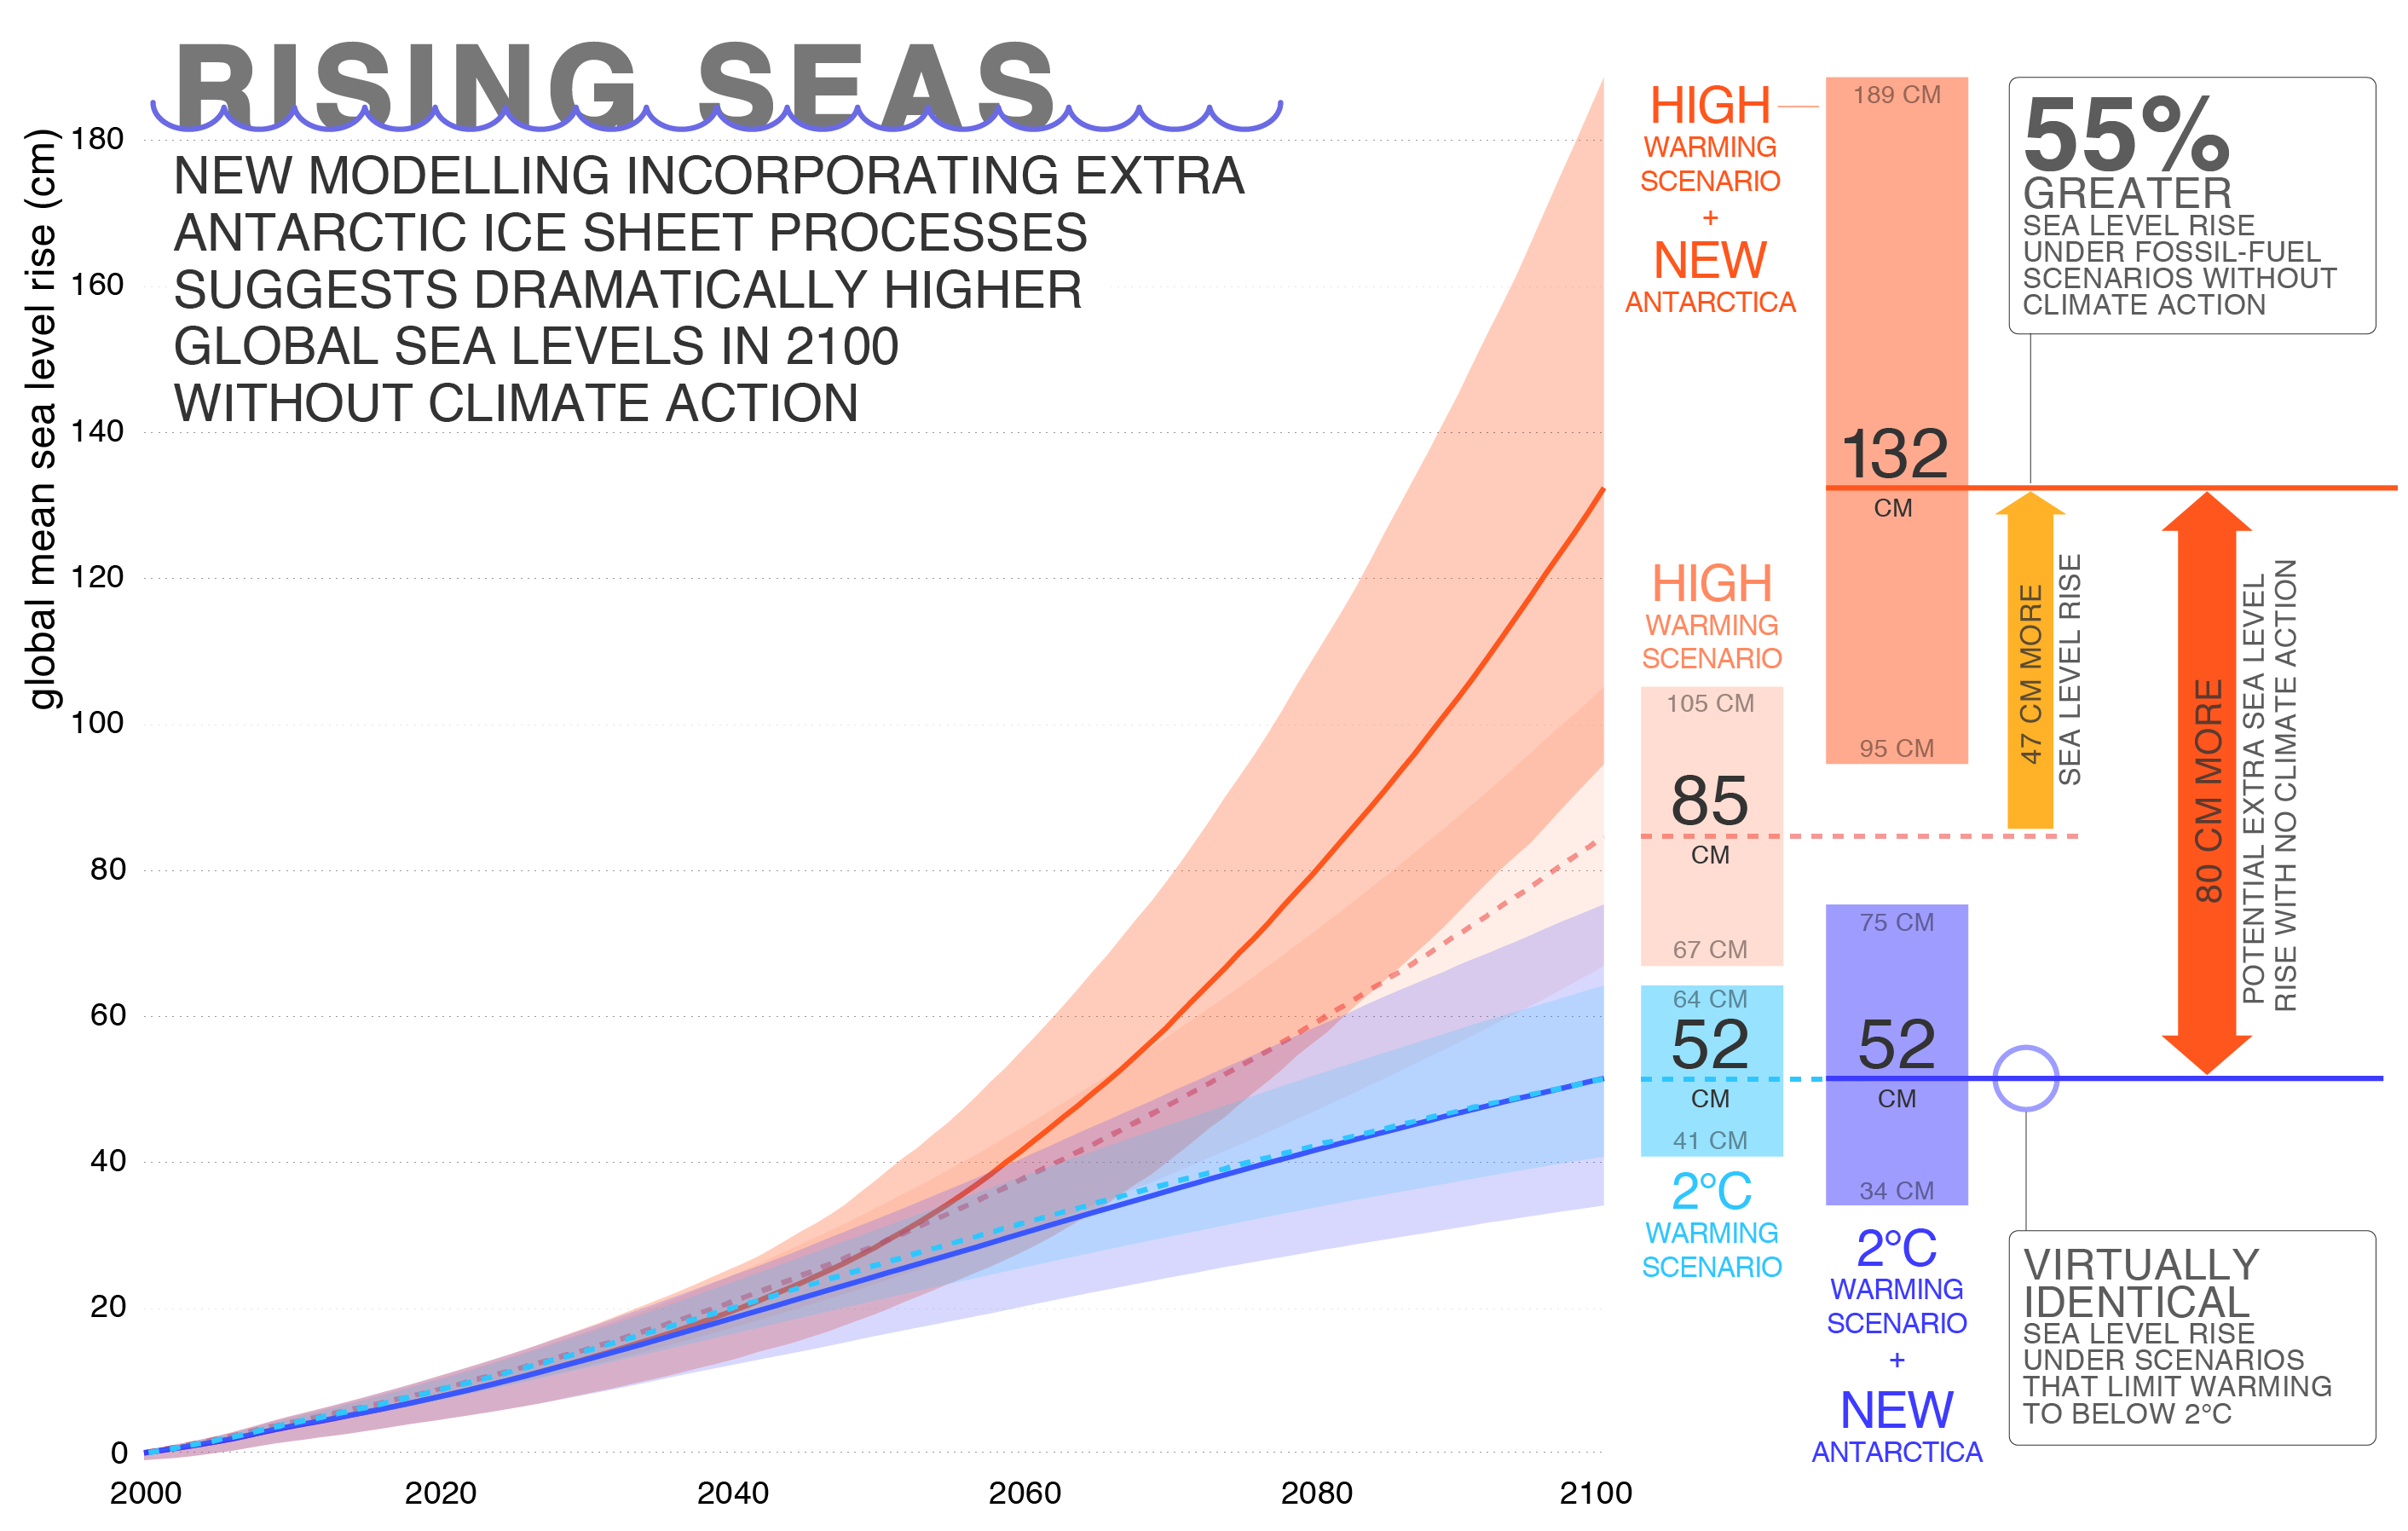 RISING SEAS
NEW MODELLING INCORPORATING EXTRA
ANTARCTIC ICE SHEET PROCESSES
SUGGESTS DRAMATICALLY HIGHER
GLOBAL SEA LEVELS IN 2100
WITHOUT CLIMATE ACTION
global mean sea level rise (cm)
180
160
140
120
100
80
60
40
20
0
2000
2020
2040
2060
2080
2100
HIGH
WARMING
SCENARIO
+
NEW
ANTARCTICA
189 CM
132
CM
95 CM
HIGH
WARMING
SCENARIO
105 CM
85
CM
67 CM
64 CM
52
CM
41 CM
2°C
WARMING
SCENARIO
75 CM
52
CM
34 CM
2°C
WARMING
SCENARIO
+
NEW
ANTARCTICA
55%
GREATER
SEA LEVEL RISE
UNDER FOSSIL-FUEL
SCENARIOS WITHOUT
CLIMATE ACTION
47 CM MORE
SEA LEVEL RISE
80 CM MORE
POTENTIAL EXTRA SEA LEVEL
RISE WITH NO CLIMATE ACTION
VIRTUALLY
IDENTICAL
SEA LEVEL RISE
UNDER SCENARIOS
THAT LIMIT WARMING
TO BELOW 2°C